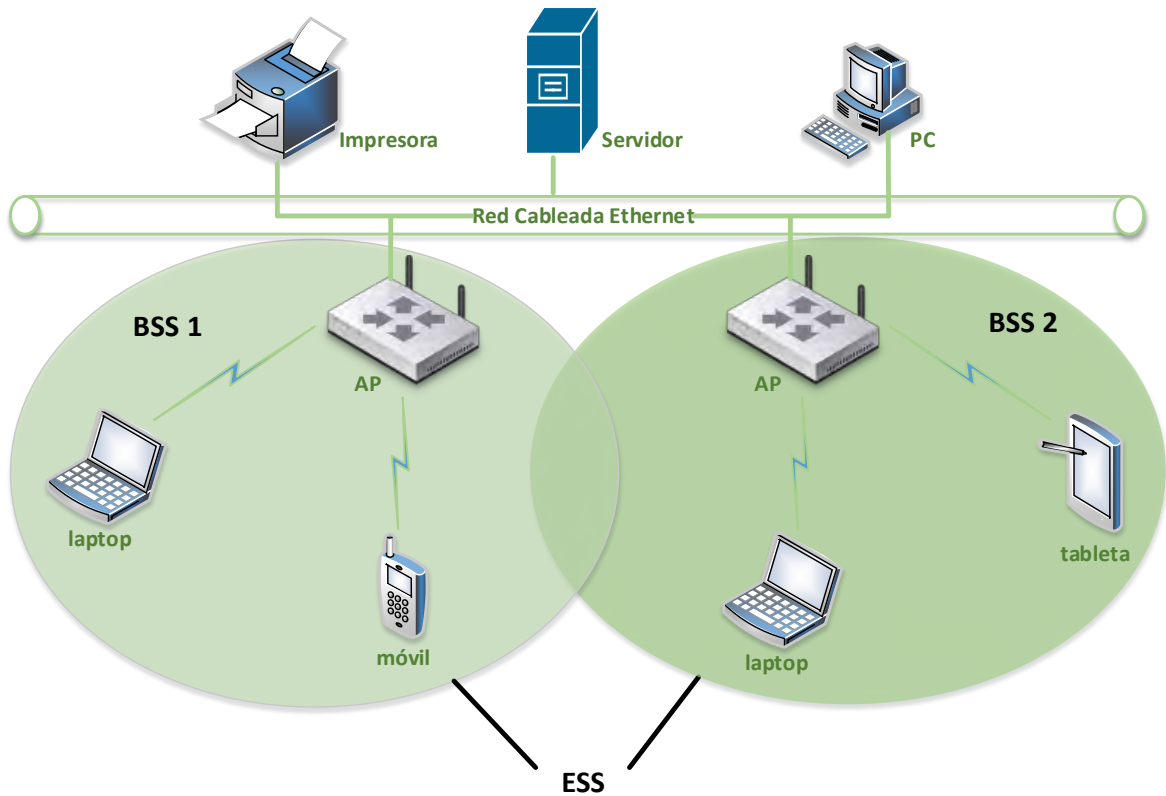 Impresora
Servidor
PC
Red Cableada Ethernet
BSS 1
BSS 2
AP
AP
laptop
tableta
móvil
laptop
ESS